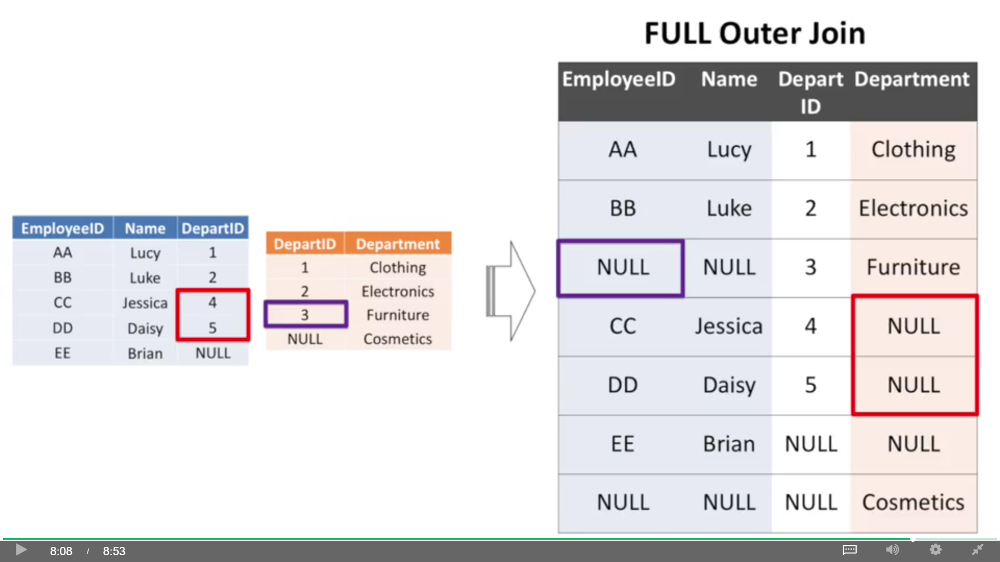 FULL Outer Join
EmployeeID Name DepartID
AA Lucy 1
BB Luke 2
CC Jessica 4
DD Daisy 5
EE Brian NULL
DepartID Department
1 Clothing
2 Electronics
3 Furniture
NULL Cosmetics
EmployeeID Name Depart Department
ID
AA Lucy 1 Clothing
BB Luke 2 Electronics
NULL NULL 3 Furniture
CC Jessica 4 NULL
DD Daisy 5 NULL
EE Brian NULL NULL
NULL NULL NULL Cosmetics
8:08 / 8:53